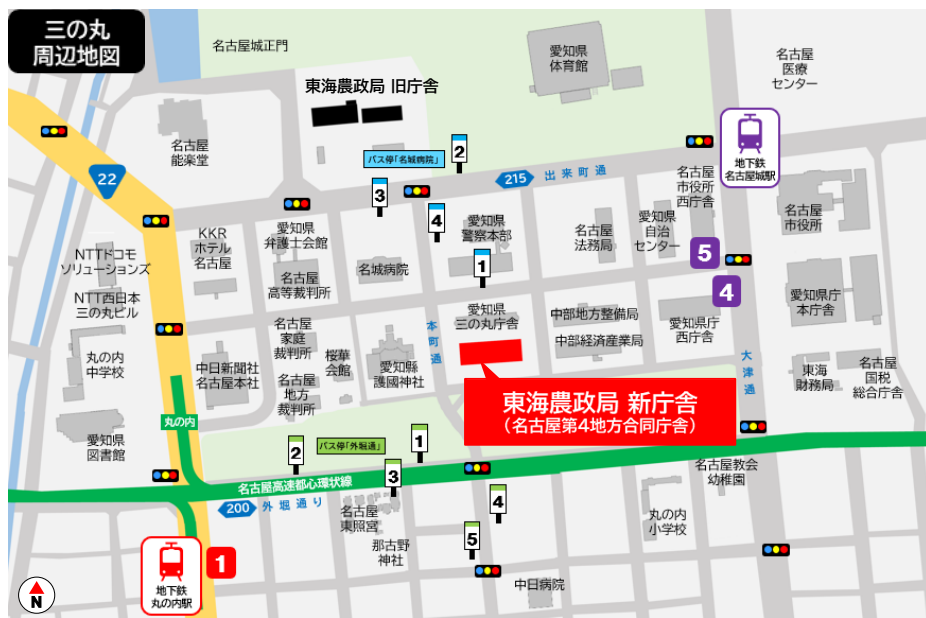 三の丸
周辺地図
名古屋城正門
愛知県
体育館
名古屋
医療
センター
東海農政局 旧庁舎
名古屋
能楽堂
バス停「名城病院」
2
地下鉄
名古屋城駅
22
3
215
出来町通
名古屋
市役所
西庁舎
4
KKR
ホテル
名古屋
愛知県
弁護士会館
愛知県
警察本部
名古屋
法務局
愛知県
自治
センター
名古屋
市役所
NTTドコモ
ソリューションズ
名古屋
高等裁判所
名城病院
1
5
4
NTT西日本
三の丸ビル
愛知県
三の丸庁舎
中部地方整備局
中部経済産業局
愛知県庁
西庁舎
愛知県庁
本庁舎
丸の内
中学校
中日新聞社
名古屋本社
名古屋
家庭
裁判所
桜華
会館
愛知縣
護國神社
本町通
大津通
東海
財務局
名古屋
国税
総合庁舎
名古屋
地方
裁判所
東海農政局 新庁舎
（名古屋第4地方合同庁舎）
丸の内
愛知県
図書館
2
バス停「外堀通」
1
名古屋高速都心環状線
3
名古屋教会
幼稚園
200
外堀通り
4
名古屋
東照宮
丸の内
小学校
那古野
神社
5
地下鉄
丸の内駅
1
中日病院
N